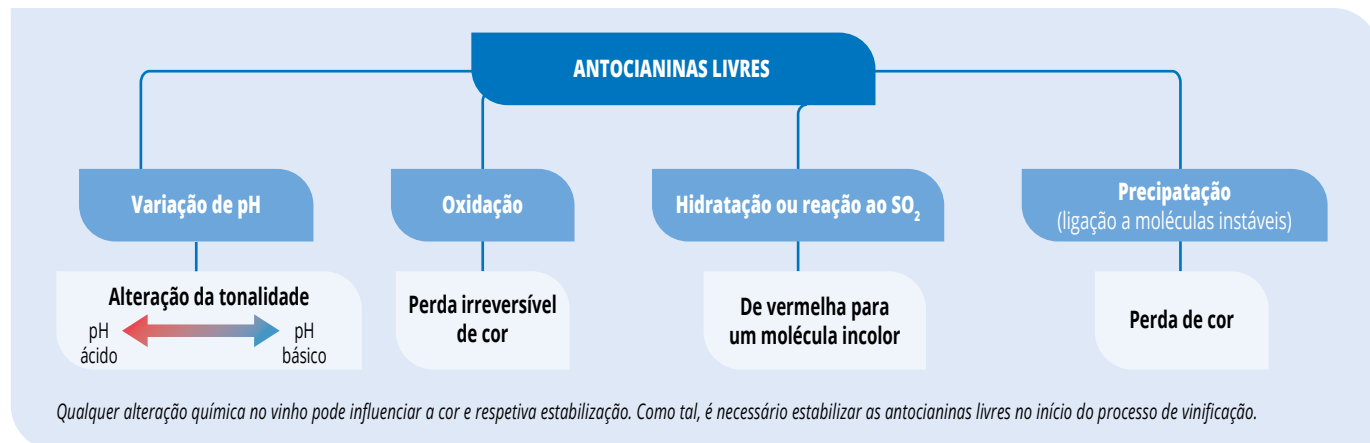 ANTOCIANINAS LIVRES
Variação de pH
Alteração da tonalidade
pH
ácido
pH
básico
Oxidação
Perda irreversível
de cor
Hidratação ou reação ao SO₂
De vermelha para
um molécula incolor
Precipatação
(ligação a moléculas instáveis)
Perda de cor
Qualquer alteração química no vinho pode influenciar a cor e respetiva estabilização. Como tal, é necessário estabilizar as antocianinas livres no início do processo de vinificação.